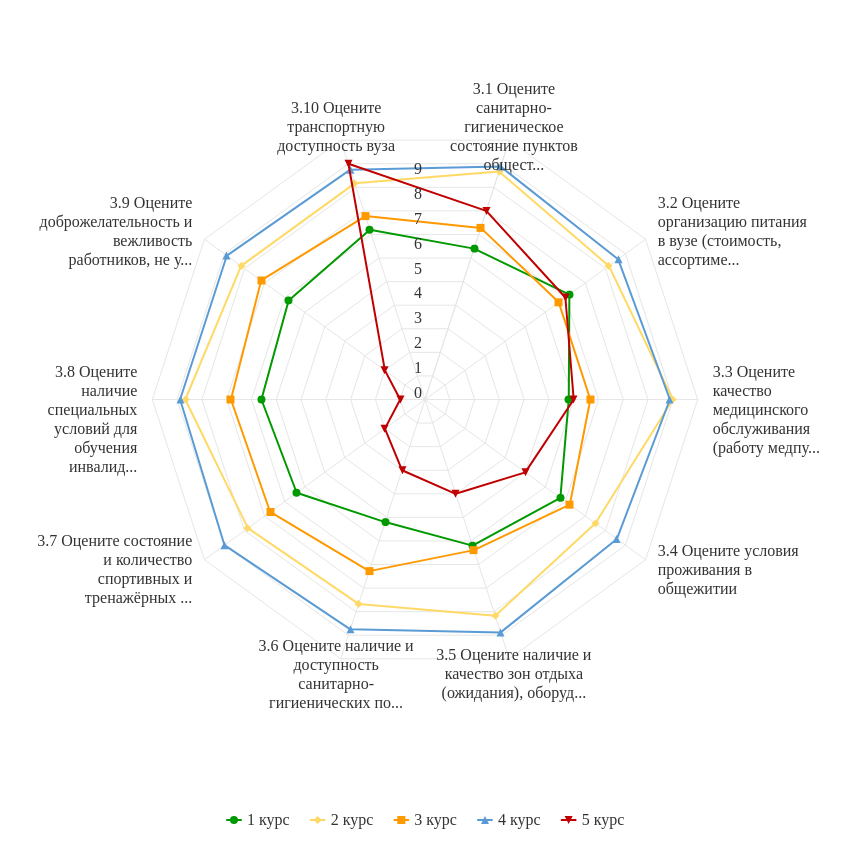 3.1 Оцените
санитарно-
гигиеническое
состояние пунктов
общест...
3.10 Оцените
транспортную
доступность вуза
3.2 Оцените
организацию питания
в вузе (стоимость,
ассортиме...
3.9 Оцените
доброжелательность и
вежливость
работников, не у...
9
8
7
6
5
4
3
2
1
0
3.3 Оцените
качество
медицинского
обслуживания
(работу медпу...
3.8 Оцените
наличие
специальных
условий для
обучения
инвалид...
3.4 Оцените условия
проживания в
общежитии
3.7 Оцените состояние
и количество
спортивных и
тренажёрных ...
3.6 Оцените наличие и
доступность
санитарно-
гигиенических по...
3.5 Оцените наличие и
качество зон отдыха
(ожидания), оборуд...
1 курс 2 курс 3 курс 4 курс 5 курс